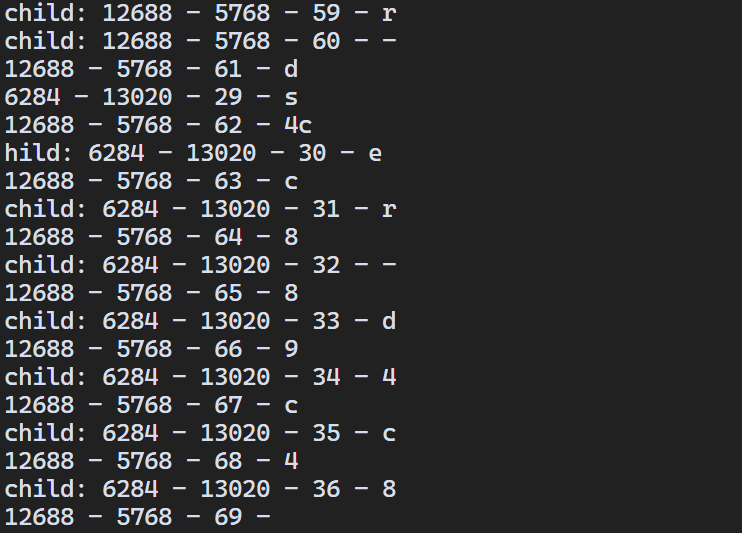 child: 12688 - 5768 - 59 - r
child: 12688 - 5768 - 60 - -
12688 - 5768 - 61 - d
6284 - 13020 - 29 - s
12688 - 5768 - 62 - 4c
hild: 6284 - 13020 - 30 - e
12688 - 5768 - 63 - c
child: 6284 - 13020 - 31 - r
12688 - 5768 - 64 - 8
child: 6284 - 13020 - 32 - -
12688 - 5768 - 65 - 8
child: 6284 - 13020 - 33 - d
12688 - 5768 - 66 - 9
child: 6284 - 13020 - 34 - 4
12688 - 5768 - 67 - c
child: 6284 - 13020 - 35 - c
12688 - 5768 - 68 - 4
child: 6284 - 13020 - 36 - 8
12688 - 5768 - 69 -